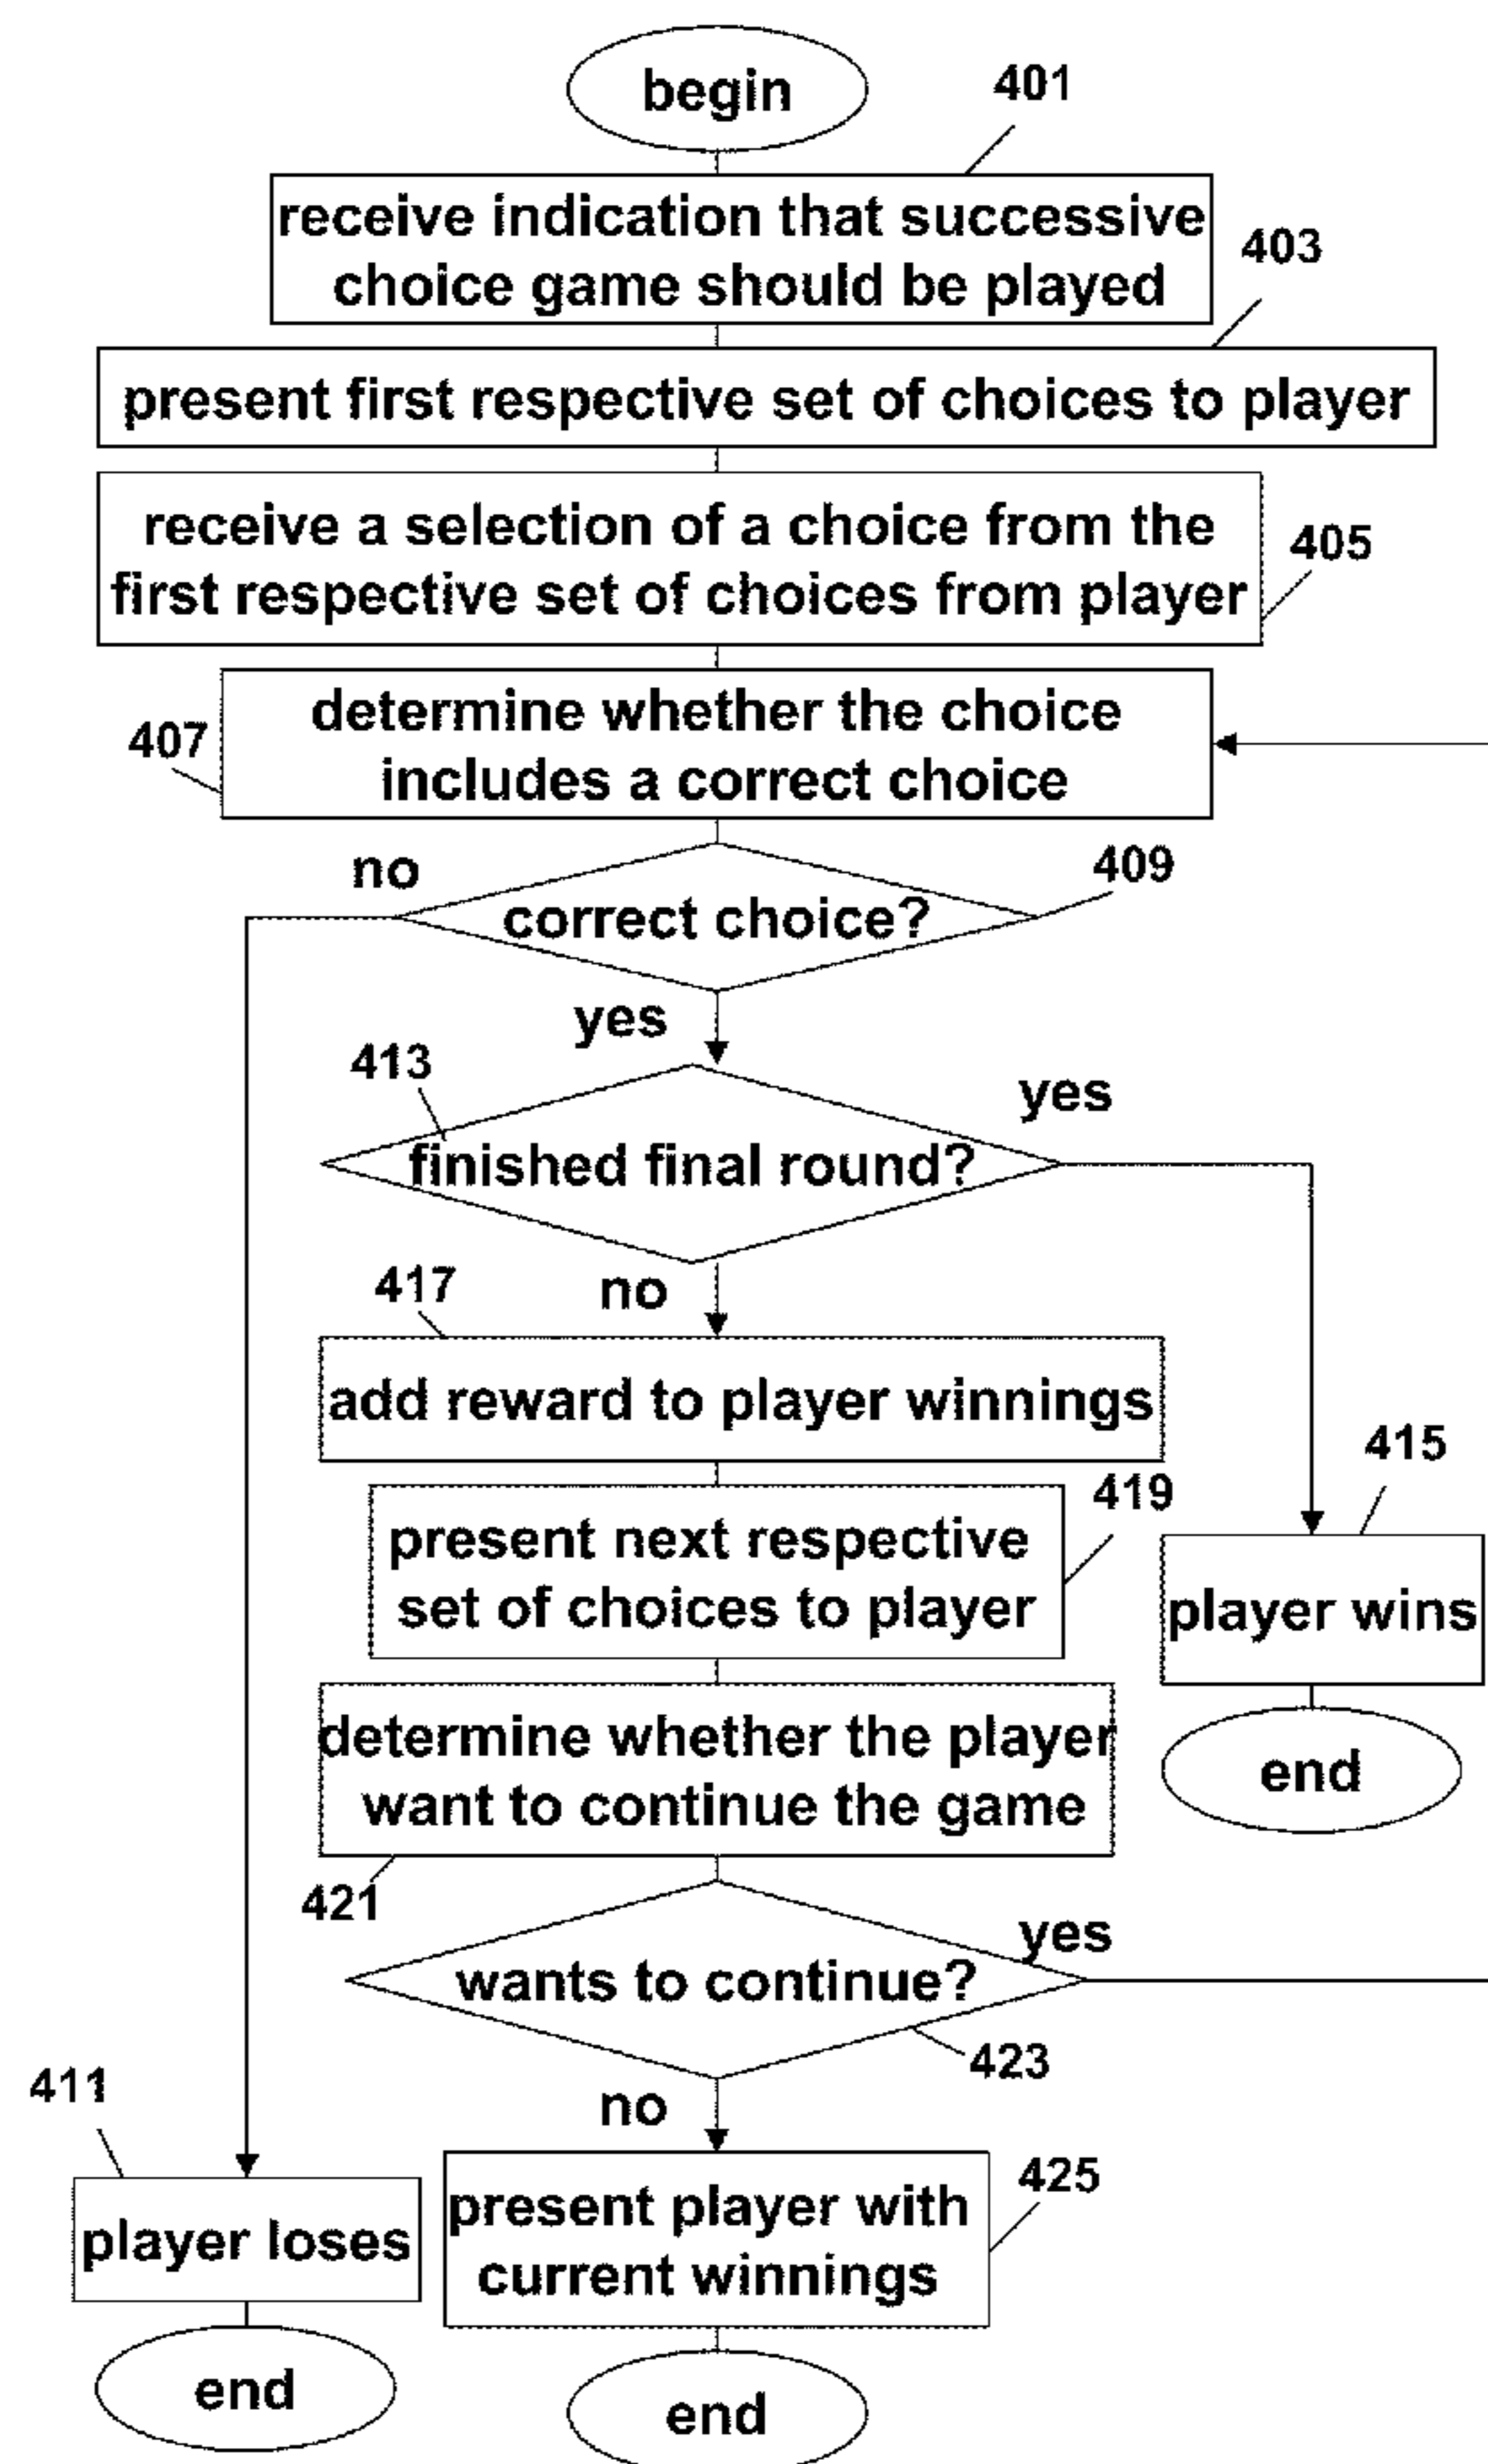 begin
401
receive indication that successive
choice game should be played
403
present first respective set of choices to player
receive a selection of a choice from the
first respective set of choices from player
405
determine whether the choice
includes a correct choice
407
no
correct choice?
409
yes
413
finished final round?
yes
417
no
add reward to player winnings
415
419
present next respective
set of choices to player
player wins
determine whether the player
want to continue the game
end
421
yes
wants to continue?
423
411
no
player loses
present player with
current winnings
425
end
end